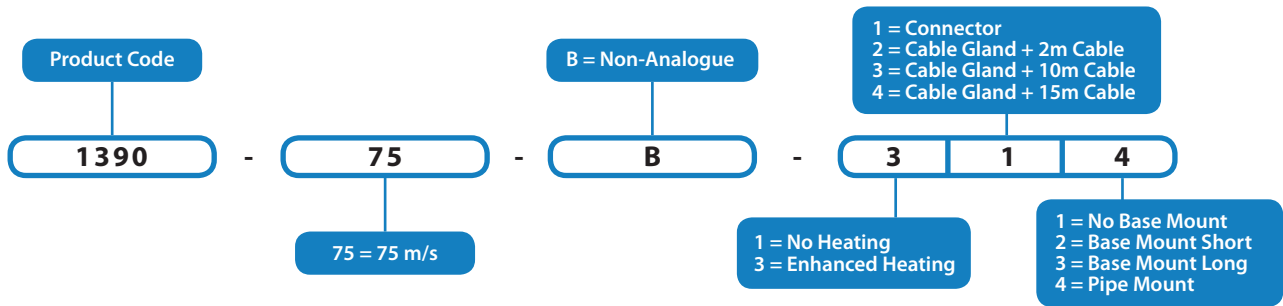 Product Code
B = Non-Analogue
1 = Connector
2 = Cable Gland + 2m Cable
3 = Cable Gland + 10m Cable
4 = Cable Gland + 15m Cable
1390 - 75 - B - 3 1 4
75 = 75 m/s
1 = No Heating
3 = Enhanced Heating
1 = No Base Mount
2 = Base Mount Short
3 = Base Mount Long
4 = Pipe Mount